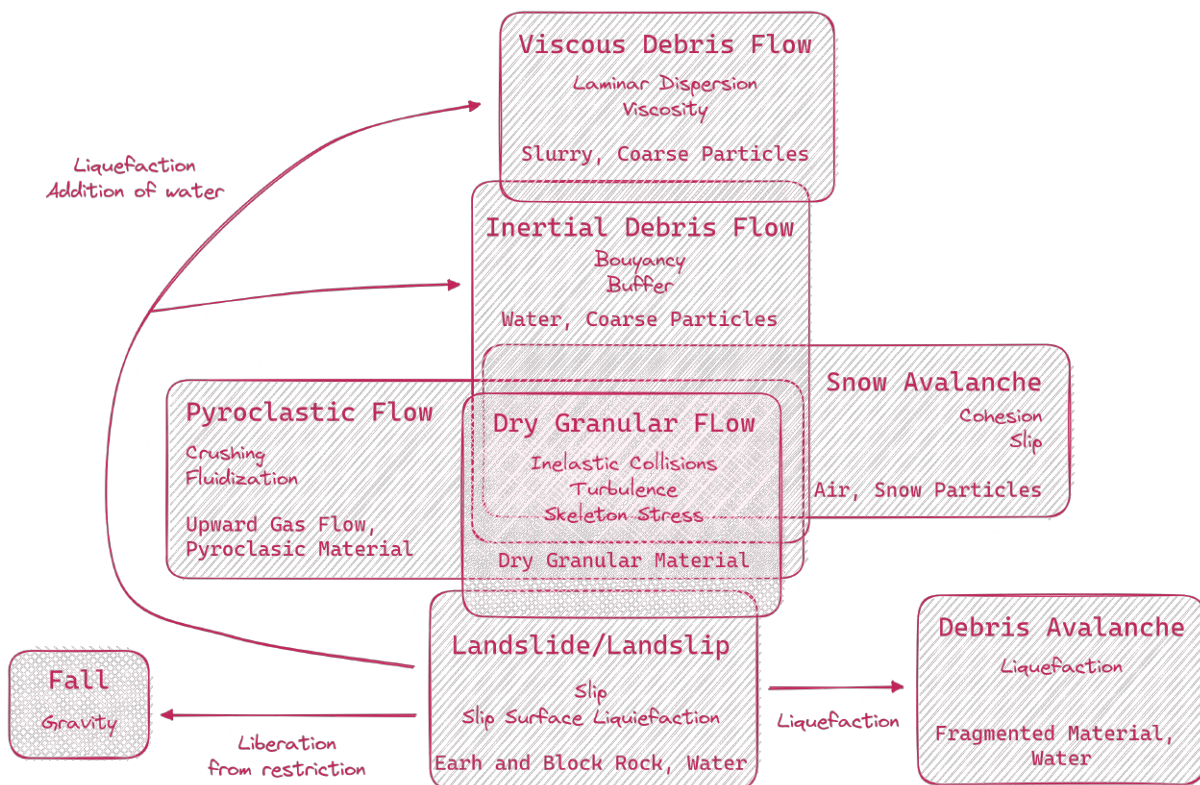 Viscous Debris Flow
Laminar Dispersion
Viscosity
Slurry, Coarse Particles
Liquefaction
Addition of water
Inertial Debris Flow
Bouyancy
Buffer
Water, Coarse Particles
Snow Avalanche
Cohesion
Slip
Air, Snow Particles
Pyroclastic Flow
Crushing
Fluidization
Upward Gas Flow,
Pyroclasic Material
Dry Granular FLow
Inelastic Collisions
Turbulence
Skeleton Stress
Dry Granular Material
Landslide/Landslip
Slip
Slip Surface Liquiefaction
Earh and Block Rock, Water
Debris Avalanche
Liquefaction
Fragmented Material,
Water
Liquefaction
Fall
Gravity
Liberation
from restriction